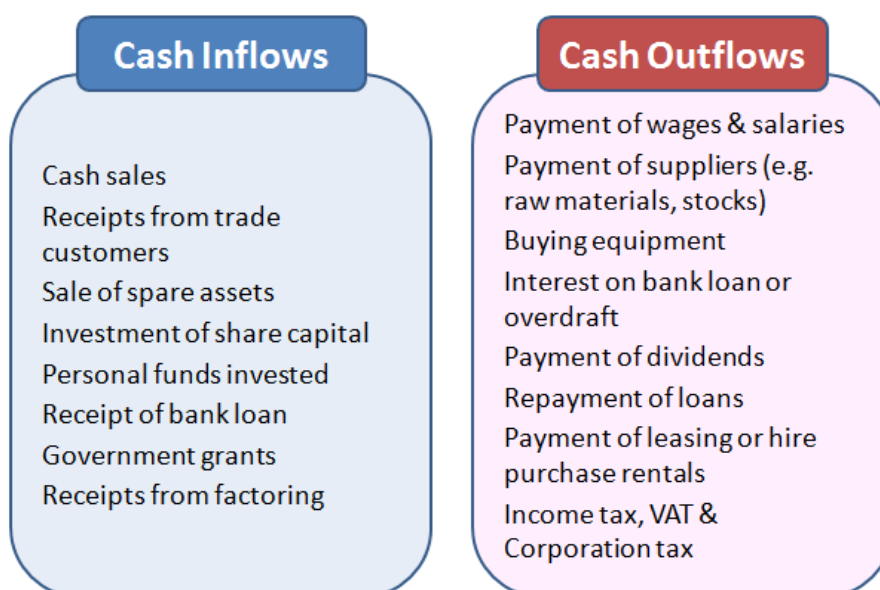 Cash Inflows
Cash sales
Receipts from trade
customers
Sale of spare assets
Investment of share capital
Personal funds invested
Receipt of bank loan
Government grants
Receipts from factoring
Cash Outflows
Payment of wages & salaries
Payment of suppliers (e.g.
raw materials, stocks)
Buying equipment
Interest on bank loan or
overdraft
Payment of dividends
Repayment of loans
Payment of leasing or hire
purchase rentals
Income tax, VAT &
Corporation tax